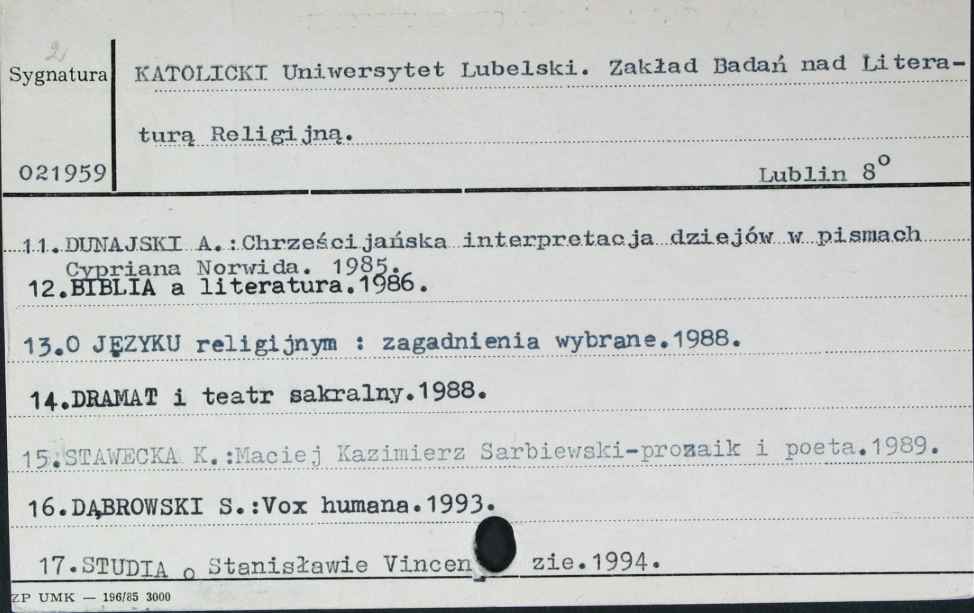 2
Sygnatura
KATOLICKI Uniwersytet Lubelski. Zakład Badań nad Litera-
turą Religijną.
021959
Lublin 8°
11.DUNAJSKI A.:Chrześcijańska interpretacja dziejów w pismach
Cypriana Norwida. 1985.
12.BIBLIA a literatura.1986.
13.O JĘZYKU religijnym : zagadnienia wybrane.1988.
14.DRAMAT i teatr sakralny.1988.
15.STAWECKA K.:Maciej Kazimierz Sarbiewski-prozaik i poeta.1989.
16.DĄBROWSKI S.:Vox humana.1993.
17.STUDIA o Stanisławie Vincen zie.1994.
ZP UMK — 196/85 3000